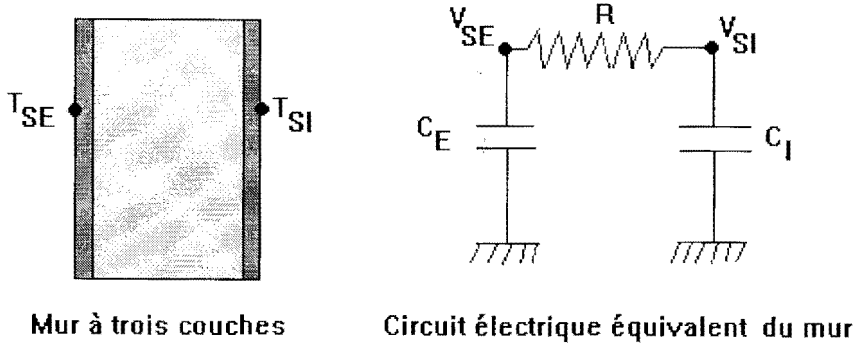 T_SE
T_SI
Mur à trois couches
V_SE
R
V_SI
C_E
C_I
Circuit électrique équivalent du mur